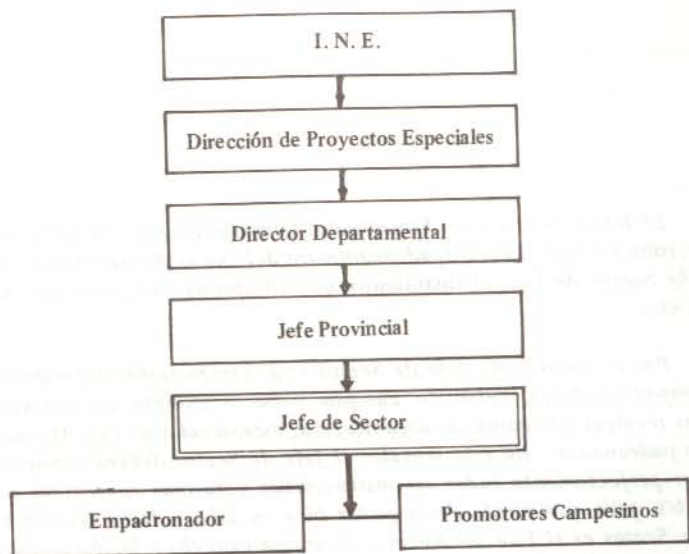 I. N. E.
Dirección de Proyectos Especiales
Director Departamental
Jefe Provincial
Jefe de Sector
Empadronador
Promotores Campesinos